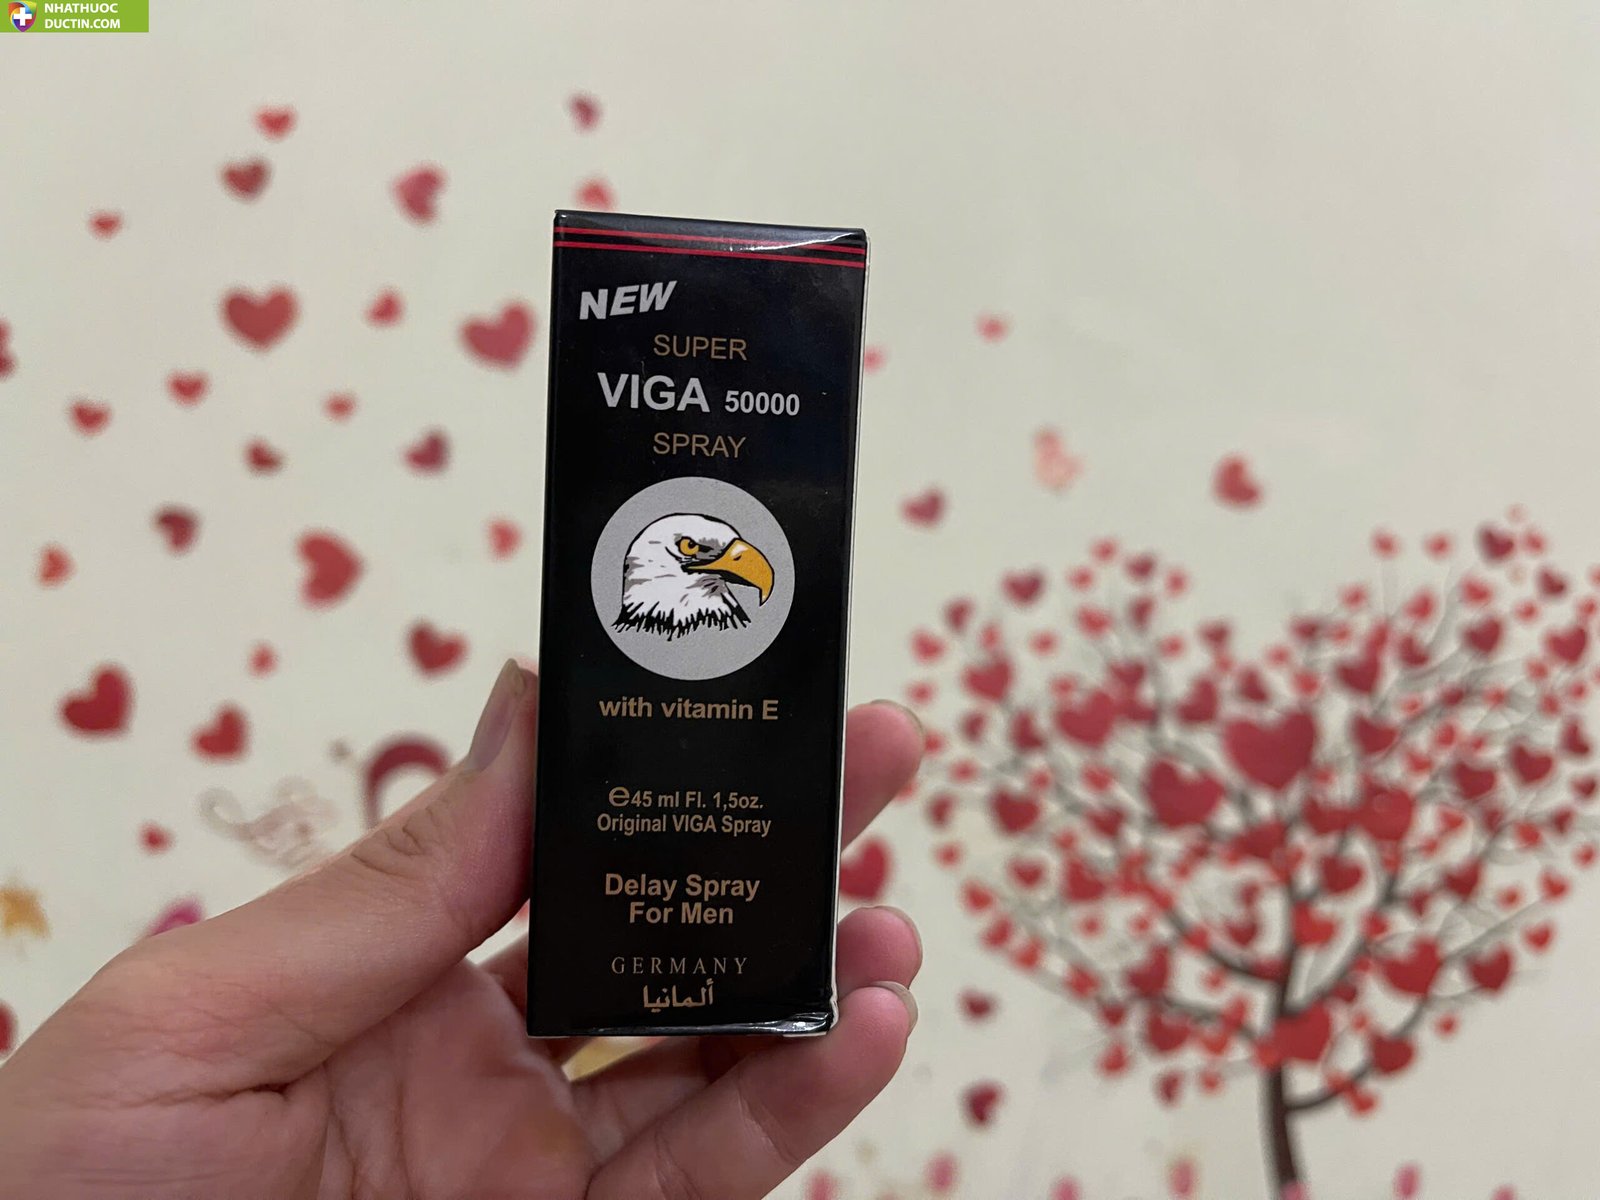 NHATHUOC
DUCTIN.COM
NEW
SUPER
VIGA 50000
SPRAY
with vitamin E
℮45 ml Fl. 1,5oz.
Original VIGA Spray
Delay Spray
For Men
GERMANY
ألمانيا